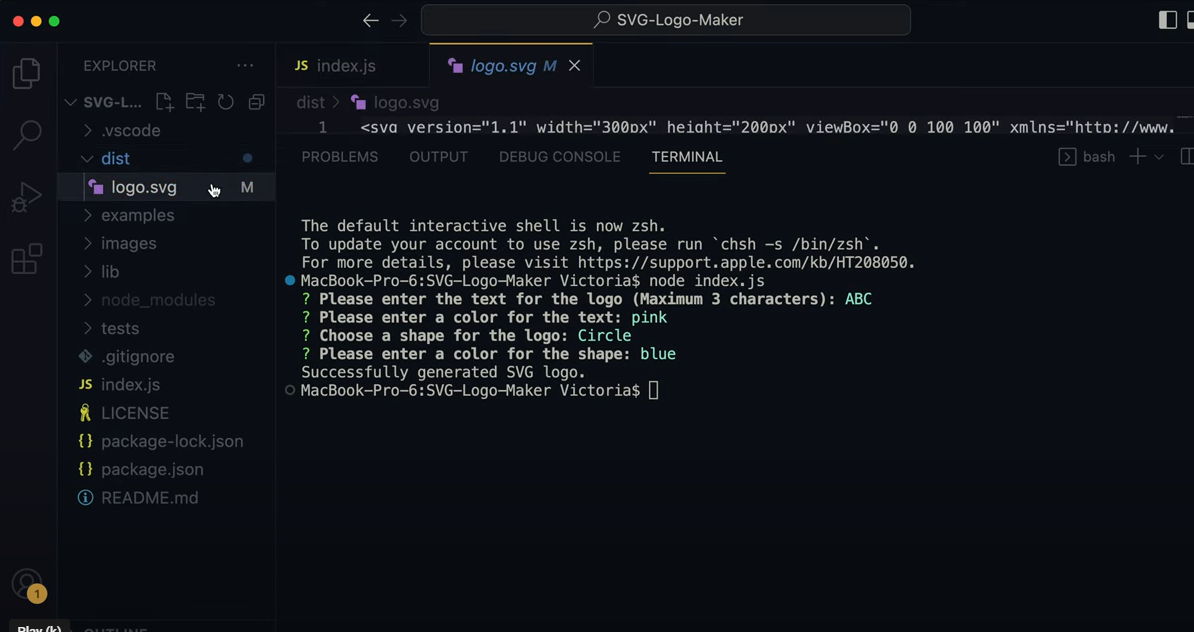 SVG-Logo-Maker
EXPLORER
JS index.js
logo.svg M
SVG-L...
dist > logo.svg
.vscode
1 <svg version="1.1" width="300px" height="200px" viewBox="0 0 100 100" xmlns="http://www.
dist
PROBLEMS OUTPUT DEBUG CONSOLE TERMINAL bash
logo.svg M
examples
images
lib
node_modules
tests
.gitignore
JS index.js
LICENSE
{} package-lock.json
{} package.json
README.md
The default interactive shell is now zsh.
To update your account to use zsh, please run `chsh -s /bin/zsh`.
For more details, please visit https://support.apple.com/kb/HT208050.
MacBook-Pro-6:SVG-Logo-Maker Victoria$ node index.js
? Please enter the text for the logo (Maximum 3 characters): ABC
? Please enter a color for the text: pink
? Choose a shape for the logo: Circle
? Please enter a color for the shape: blue
Successfully generated SVG logo.
MacBook-Pro-6:SVG-Logo-Maker Victoria$
1
Play (k)
OUTLINE